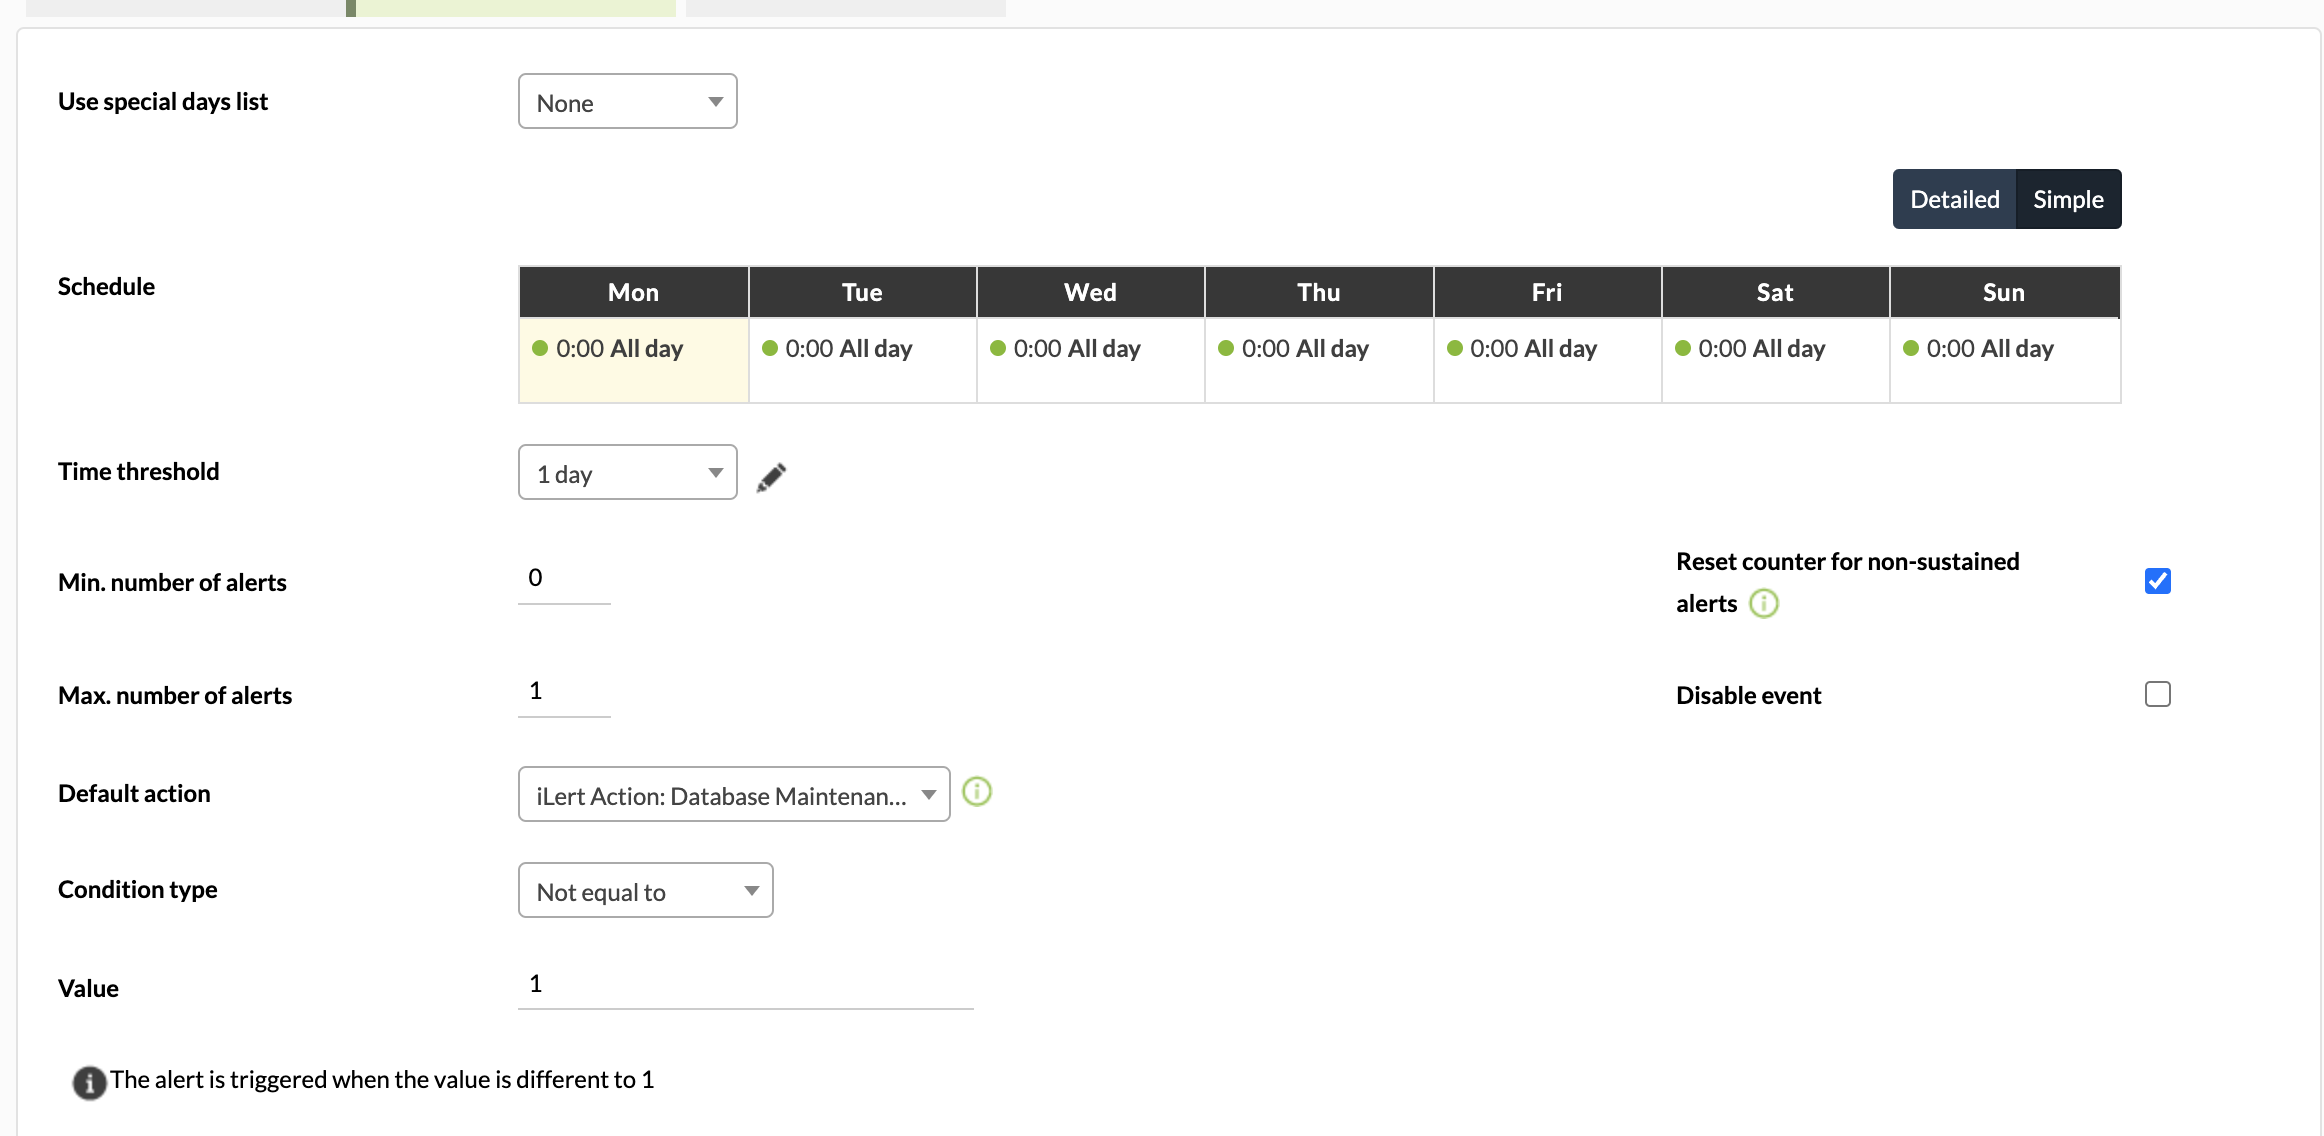 Use special days list
None
Detailed Simple
Schedule
Mon Tue Wed Thu Fri Sat Sun
0:00 All day 0:00 All day 0:00 All day 0:00 All day 0:00 All day 0:00 All day 0:00 All day
Time threshold
1 day
Min. number of alerts
0
Reset counter for non-sustained
alerts
Max. number of alerts
1
Disable event
Default action
iLert Action: Database Maintenan...
Condition type
Not equal to
Value
1
The alert is triggered when the value is different to 1